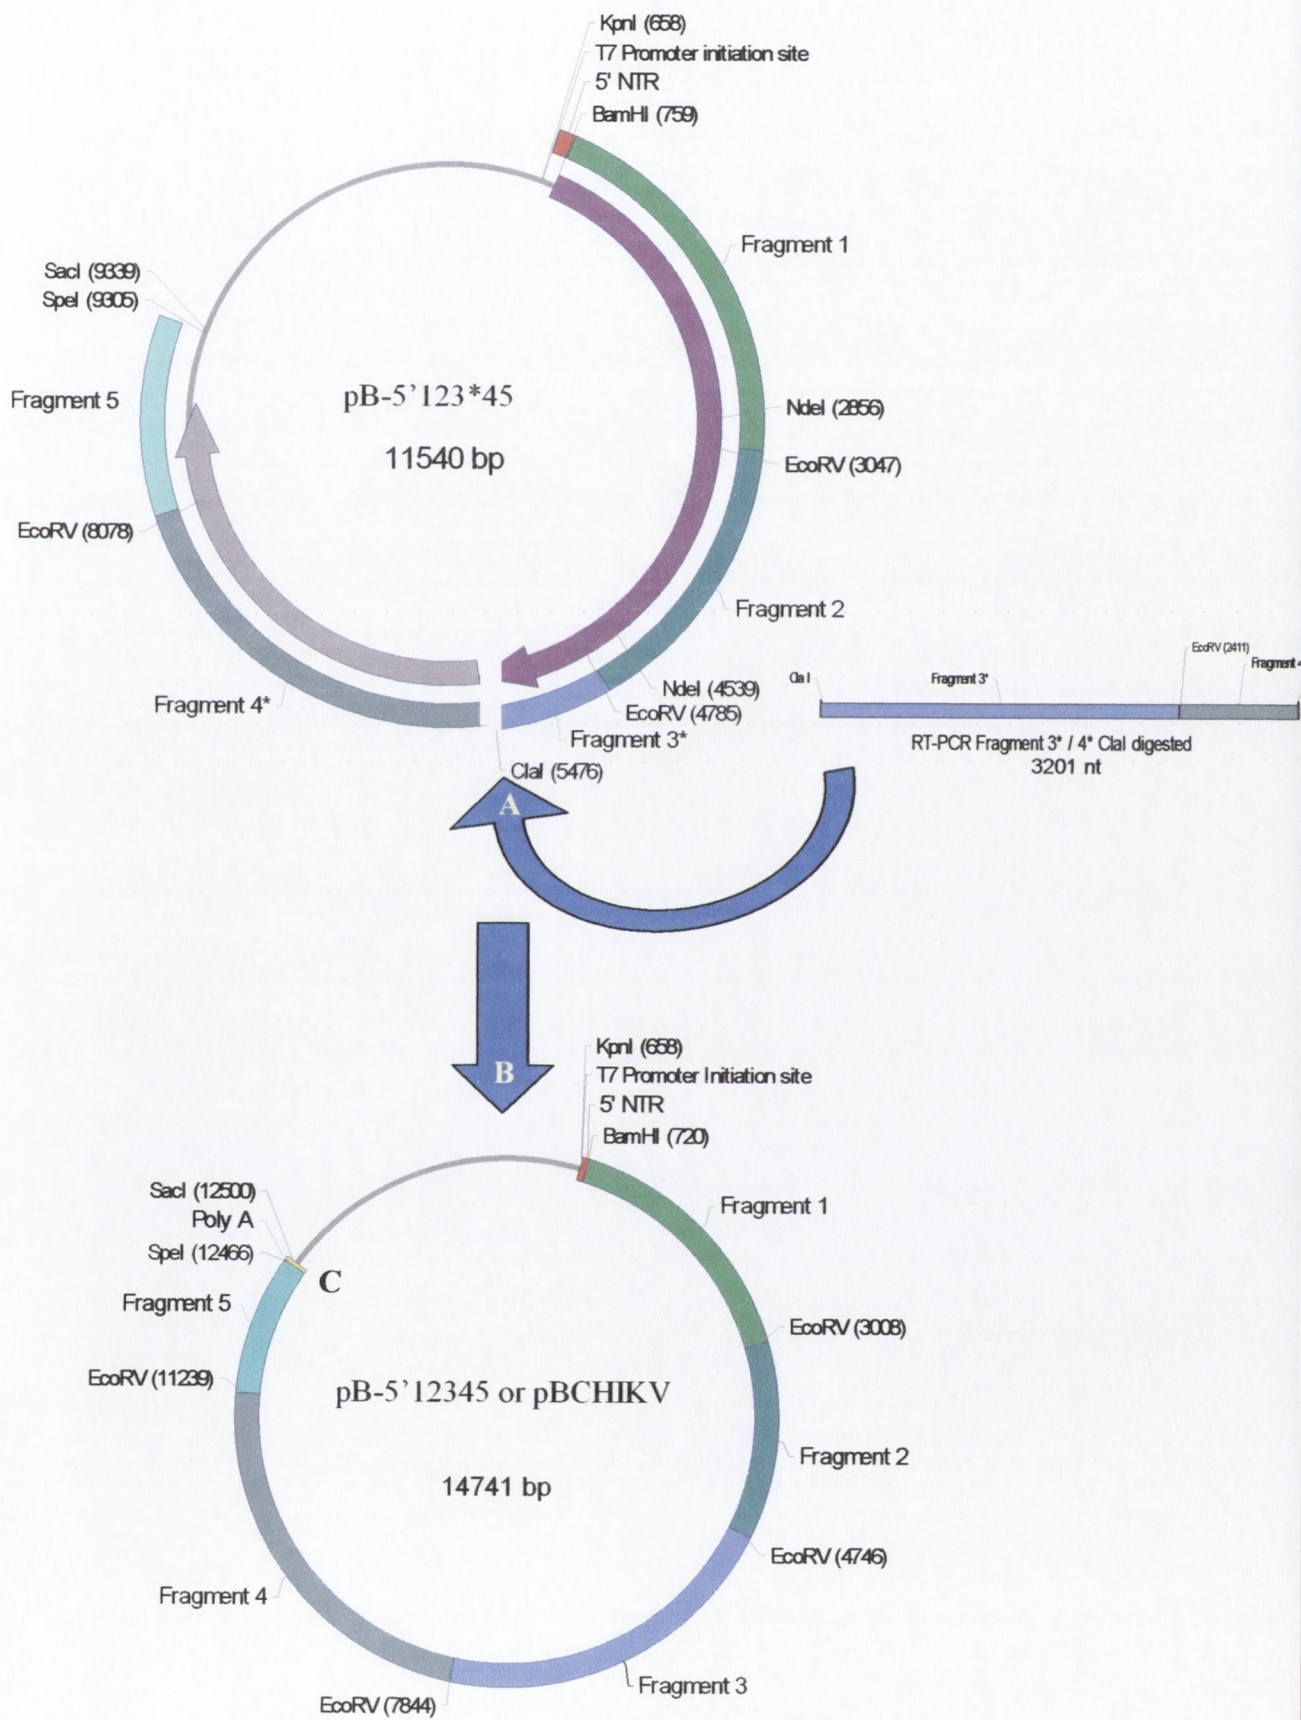 KpnI (658)
T7 Promoter initiation site
5' NTR
BamHI (759)
Fragment 1
SacI (9339)
SpeI (9305)
pB-5’123*45
Fragment 5
NdeI (2856)
11540 bp
EcoRV (3047)
EcoRV (8078)
Fragment 2
EcoRV (2411)
Fragment 4
Cla I
Fragment 3*
NdeI (4539)
Fragment 4*
EcoRV (4785)
Fragment 3*
RT-PCR Fragment 3* / 4* ClaI digested
3201 nt
ClaI (5476)
A
B
KpnI (658)
T7 Promoter Initiation site
5' NTR
BamHI (720)
SacI (12500)
Poly A
SpeI (12466)
Fragment 1
C
Fragment 5
EcoRV (3008)
EcoRV (11239)
pB-5’12345 or pBCHIKV
Fragment 2
14741 bp
EcoRV (4746)
Fragment 4
Fragment 3
EcoRV (7844)